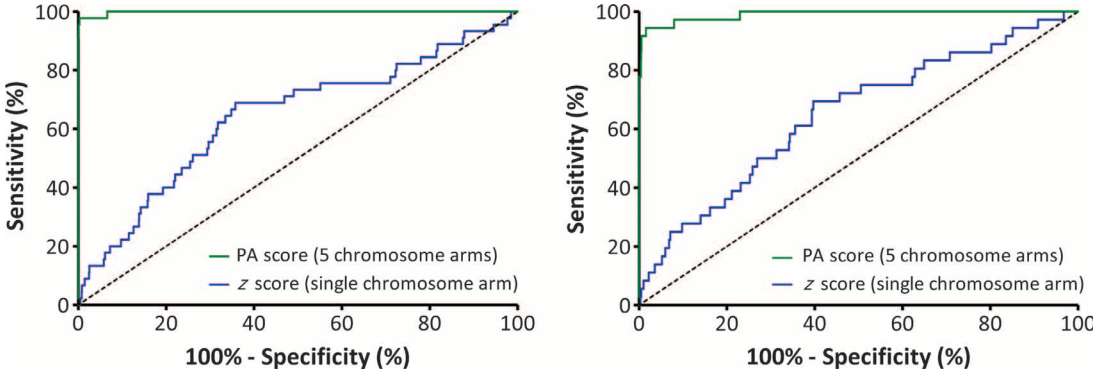 100
80
60
40
20
0
Sensitivity (%)
PA score (5 chromosome arms)
z score (single chromosome arm)
0 20 40 60 80 100
100% - Specificity (%)
100
80
60
40
20
0
Sensitivity (%)
PA score (5 chromosome arms)
z score (single chromosome arm)
0 20 40 60 80 100
100% - Specificity (%)